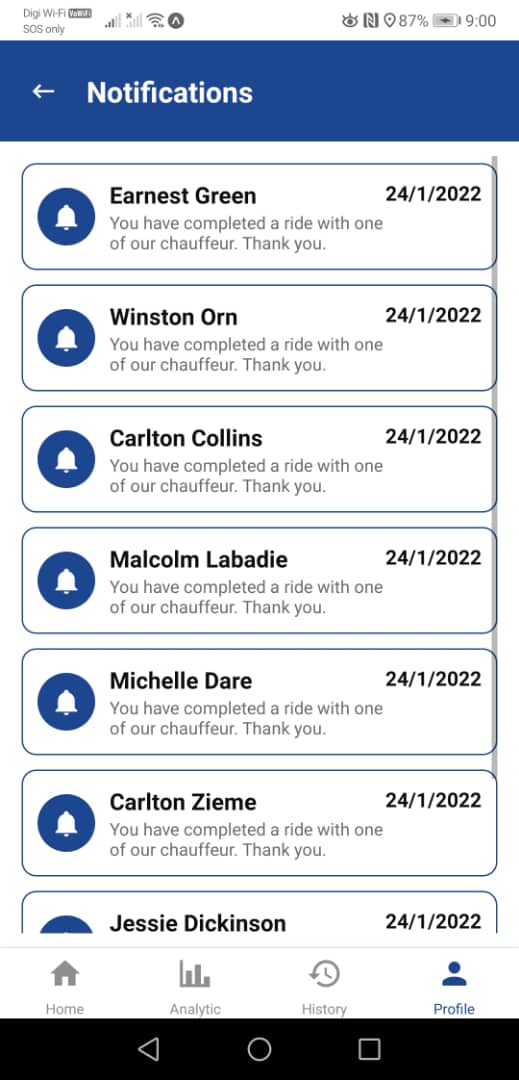 Digi Wi-Fi VoWiFi
SOS only
87% 9:00
Notifications
Earnest Green 24/1/2022
You have completed a ride with one
of our chauffeur. Thank you.
Winston Orn 24/1/2022
You have completed a ride with one
of our chauffeur. Thank you.
Carlton Collins 24/1/2022
You have completed a ride with one
of our chauffeur. Thank you.
Malcolm Labadie 24/1/2022
You have completed a ride with one
of our chauffeur. Thank you.
Michelle Dare 24/1/2022
You have completed a ride with one
of our chauffeur. Thank you.
Carlton Zieme 24/1/2022
You have completed a ride with one
of our chauffeur. Thank you.
Jessie Dickinson 24/1/2022
Home Analytic History Profile